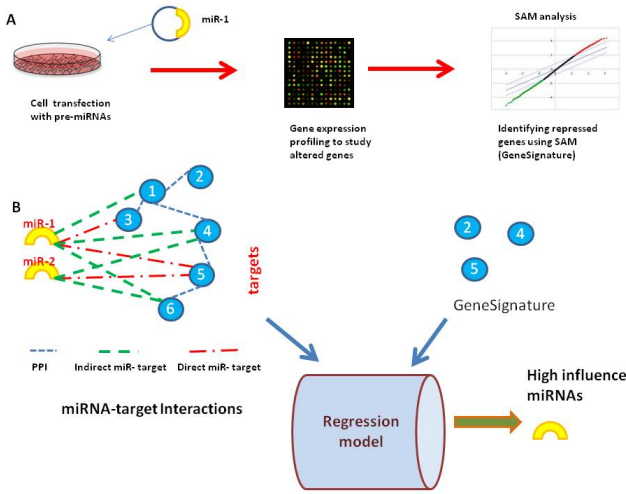 A
miR-1
SAM analysis
Cell transfection
with pre-miRNAs
Gene expression
profiling to study
altered genes
Identifying repressed
genes using SAM
(GeneSignature)
B
miR-1
miR-2
1
2
3
4
5
6
targets
2
4
5
GeneSignature
PPI
Indirect miR- target
Direct miR- target
miRNA-target Interactions
Regression
model
High influence
miRNAs